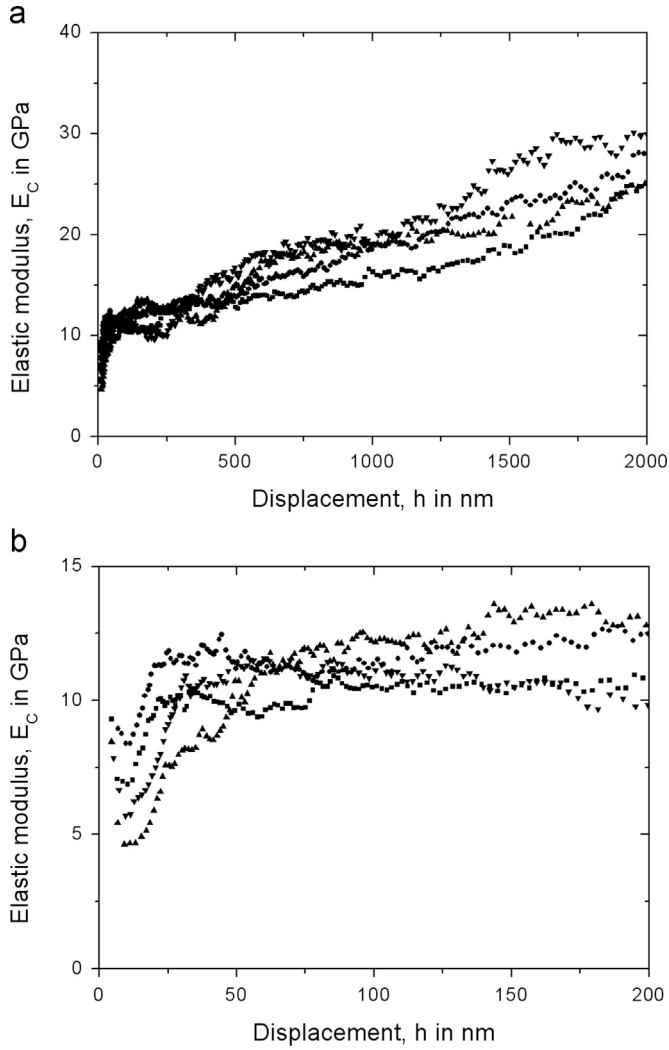 a
40
30
20
10
0
Elastic modulus, E_C in GPa
0 500 1000 1500 2000
Displacement, h in nm
b
15
10
5
0
Elastic modulus, E_C in GPa
0 50 100 150 200
Displacement, h in nm